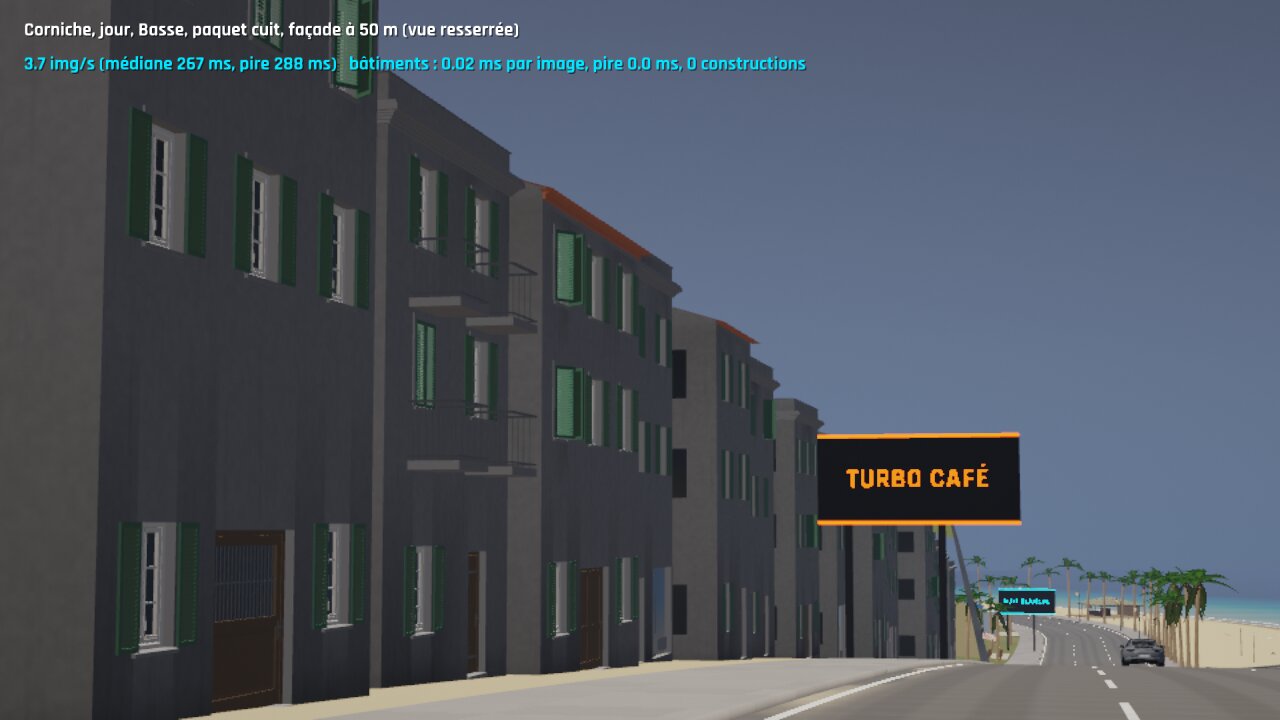 Corniche, jour, Basse, paquet cuit, façade à 50 m (vue resserrée)
3.7 img/s (médiane 267 ms, pire 288 ms) bâtiments : 0.02 ms par image, pire 0.0 ms, 0 constructions
TURBO CAFÉ